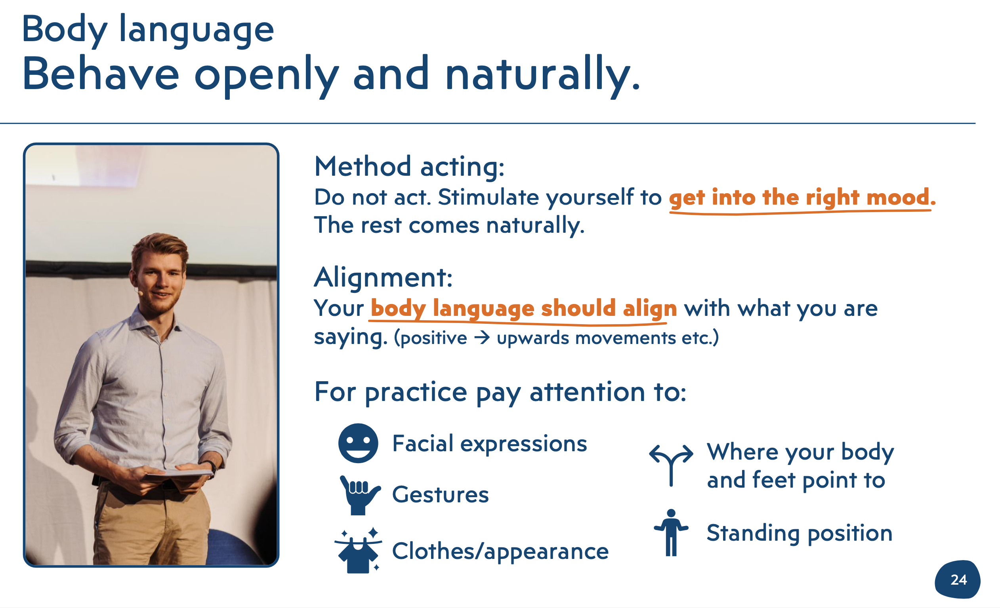 Body language
Behave openly and naturally.
Method acting:
Do not act. Stimulate yourself to get into the right mood.
The rest comes naturally.
Alignment:
Your body language should align with what you are
saying. (positive → upwards movements etc.)
For practice pay attention to:
Facial expressions
Gestures
Clothes/appearance
Where your body
and feet point to
Standing position
24